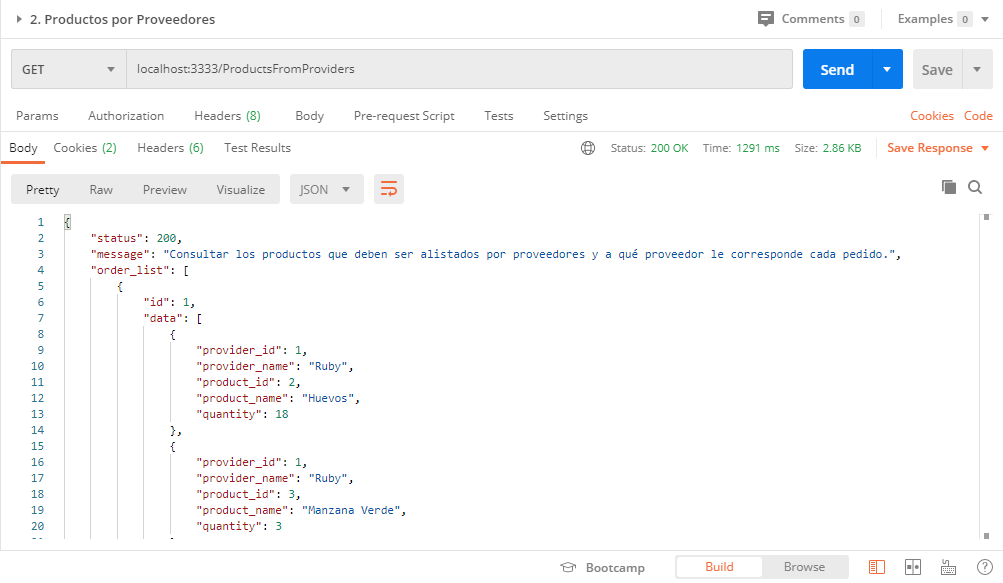 2. Productos por Proveedores
Comments 0 Examples 0
GET localhost:3333/ProductsFromProviders Send Save
Params Authorization Headers (8) Body Pre-request Script Tests Settings Cookies Code
Body Cookies (2) Headers (6) Test Results Status: 200 OK Time: 1291 ms Size: 2.86 KB Save Response
Pretty Raw Preview Visualize JSON
1 {
2 "status": 200,
3 "message": "Consultar los productos que deben ser alistados por proveedores y a qué proveedor le corresponde cada pedido.",
4 "order_list": [
5 {
6 "id": 1,
7 "data": [
8 {
9 "provider_id": 1,
10 "provider_name": "Ruby",
11 "product_id": 2,
12 "product_name": "Huevos",
13 "quantity": 18
14 },
15 {
16 "provider_id": 1,
17 "provider_name": "Ruby",
18 "product_id": 3,
19 "product_name": "Manzana Verde",
20 "quantity": 3
Bootcamp Build Browse ?